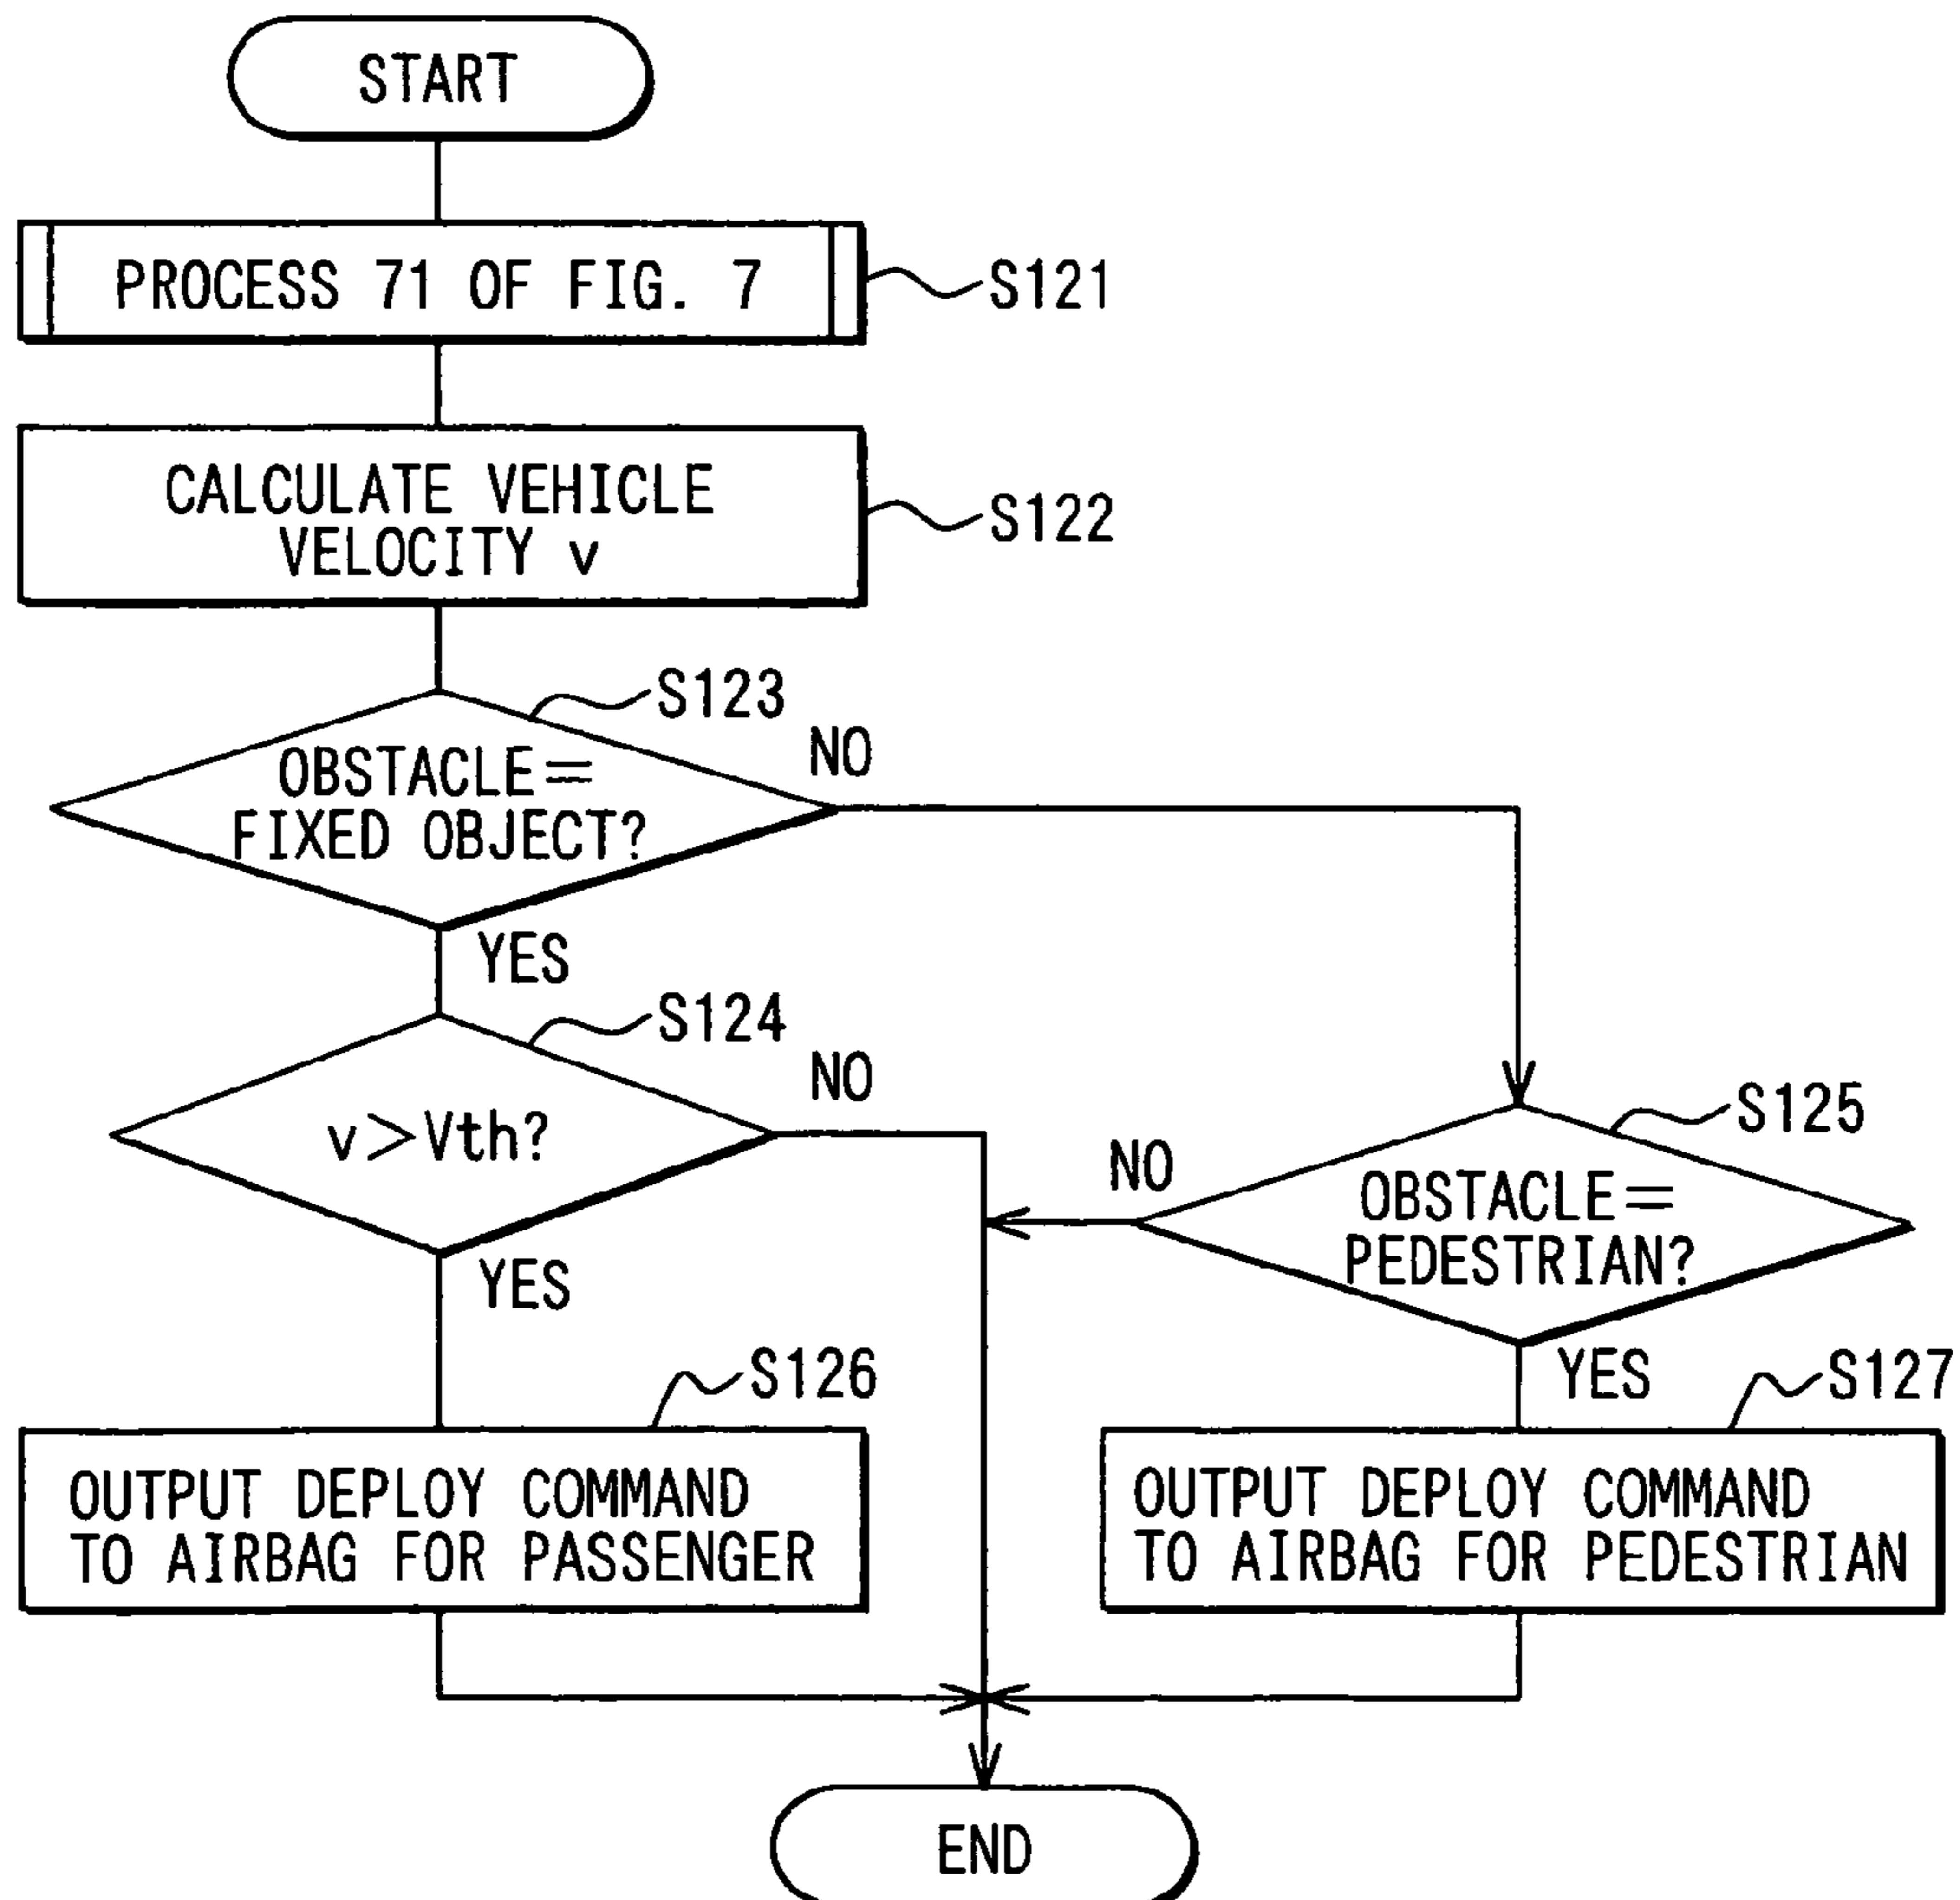 START
PROCESS 71 OF FIG. 7
S121
CALCULATE VEHICLE
VELOCITY v
S122
S123
OBSTACLE=
FIXED OBJECT?
NO
YES
S124
v>Vth?
NO
YES
S125
OBSTACLE=
PEDESTRIAN?
NO
YES
S126
OUTPUT DEPLOY COMMAND
TO AIRBAG FOR PASSENGER
S127
OUTPUT DEPLOY COMMAND
TO AIRBAG FOR PEDESTRIAN
END